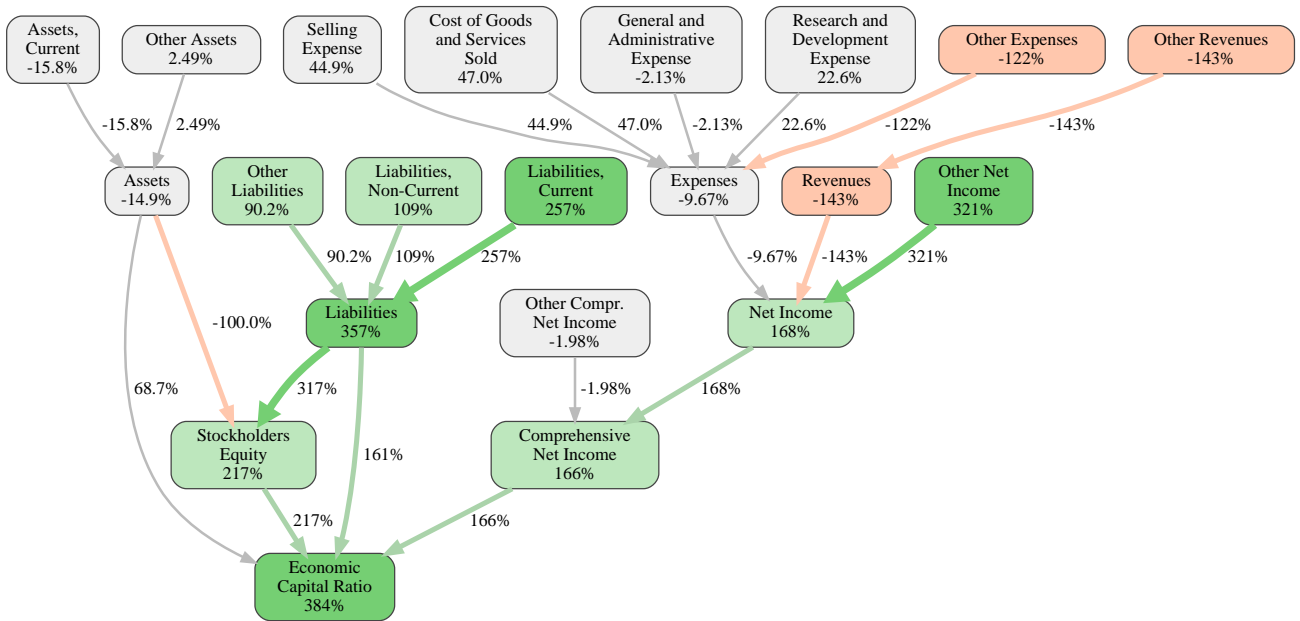 Assets,
Current
-15.8%
Other Assets
2.49%
Selling
Expense
44.9%
Cost of Goods
and Services
Sold
47.0%
General and
Administrative
Expense
-2.13%
Research and
Development
Expense
22.6%
Other Expenses
-122%
Other Revenues
-143%
-15.8%
2.49%
44.9%
47.0%
-2.13%
22.6%
-122%
-143%
Assets
-14.9%
Other
Liabilities
90.2%
Liabilities,
Non-Current
109%
Liabilities,
Current
257%
Expenses
-9.67%
Revenues
-143%
Other Net
Income
321%
90.2%
109%
257%
-9.67%
-143%
321%
-100.0%
Liabilities
357%
Other Compr.
Net Income
-1.98%
Net Income
168%
68.7%
317%
-1.98%
168%
161%
Stockholders
Equity
217%
Comprehensive
Net Income
166%
217%
166%
Economic
Capital Ratio
384%